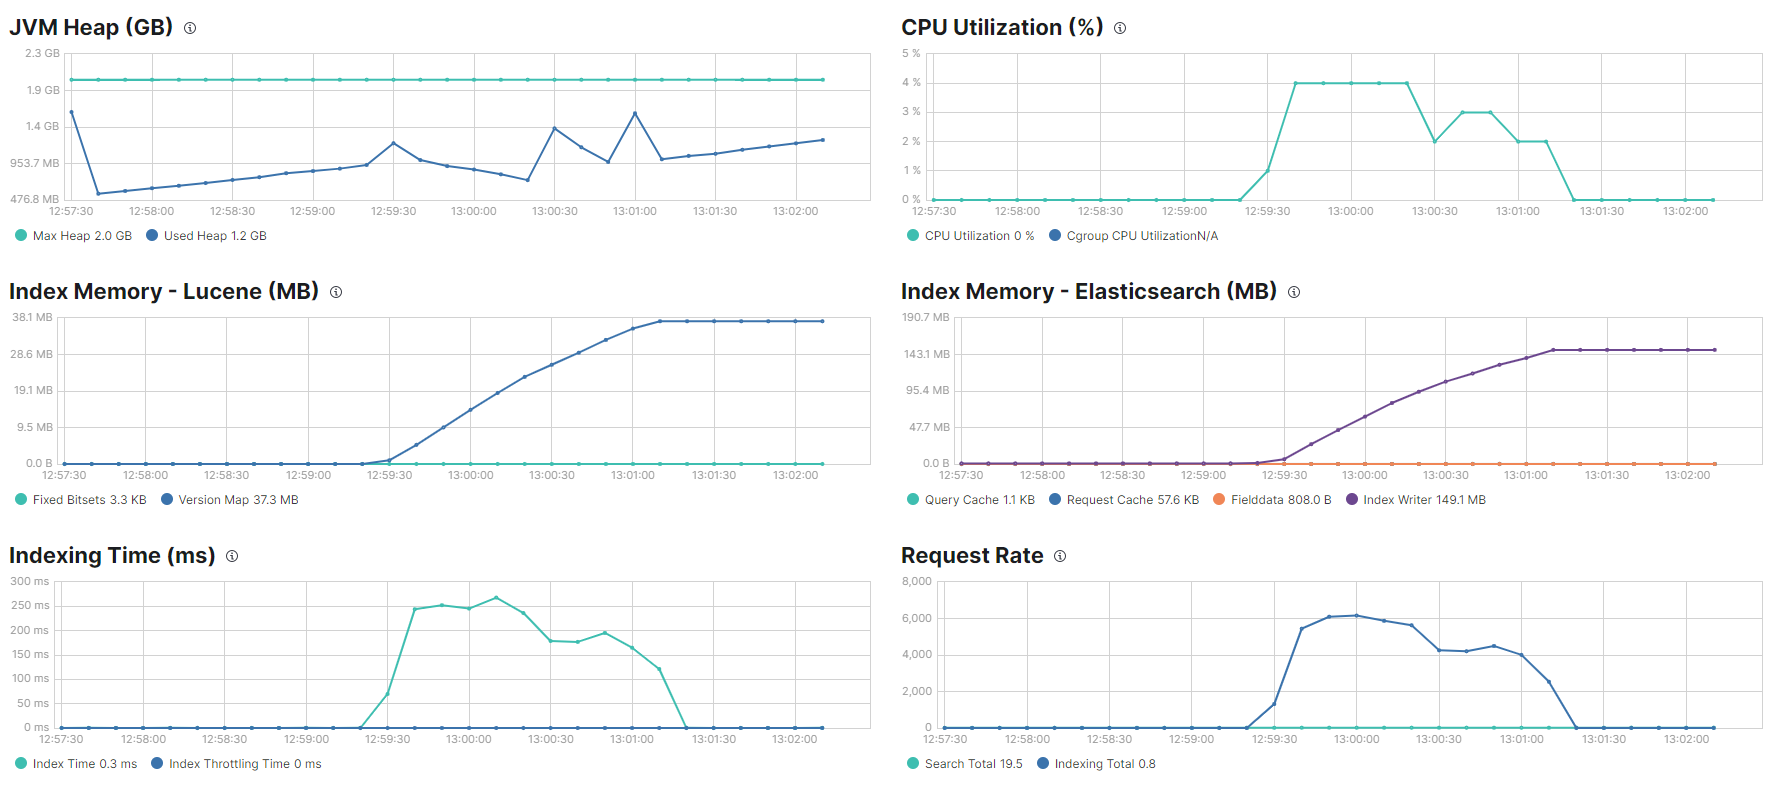 JVM Heap (GB)
2.3 GB
1.9 GB
1.4 GB
953.7 MB
476.8 MB
12:57:30 12:58:00 12:58:30 12:59:00 12:59:30 13:00:00 13:00:30 13:01:00 13:01:30 13:02:00
Max Heap 2.0 GB Used Heap 1.2 GB
CPU Utilization (%)
5 %
4 %
3 %
2 %
1 %
0 %
12:57:30 12:58:00 12:58:30 12:59:00 12:59:30 13:00:00 13:00:30 13:01:00 13:01:30 13:02:00
CPU Utilization 0 % Cgroup CPU UtilizationN/A
Index Memory - Lucene (MB)
38.1 MB
28.6 MB
19.1 MB
9.5 MB
0.0 B
12:57:30 12:58:00 12:58:30 12:59:00 12:59:30 13:00:00 13:00:30 13:01:00 13:01:30 13:02:00
Fixed Bitsets 3.3 KB Version Map 37.3 MB
Index Memory - Elasticsearch (MB)
190.7 MB
143.1 MB
95.4 MB
47.7 MB
0.0 B
12:57:30 12:58:00 12:58:30 12:59:00 12:59:30 13:00:00 13:00:30 13:01:00 13:01:30 13:02:00
Query Cache 1.1 KB Request Cache 57.6 KB Fielddata 808.0 B Index Writer 149.1 MB
Indexing Time (ms)
300 ms
250 ms
200 ms
150 ms
100 ms
50 ms
0 ms
12:57:30 12:58:00 12:58:30 12:59:00 12:59:30 13:00:00 13:00:30 13:01:00 13:01:30 13:02:00
Index Time 0.3 ms Index Throttling Time 0 ms
Request Rate
8,000
6,000
4,000
2,000
0
12:57:30 12:58:00 12:58:30 12:59:00 12:59:30 13:00:00 13:00:30 13:01:00 13:01:30 13:02:00
Search Total 19.5 Indexing Total 0.8